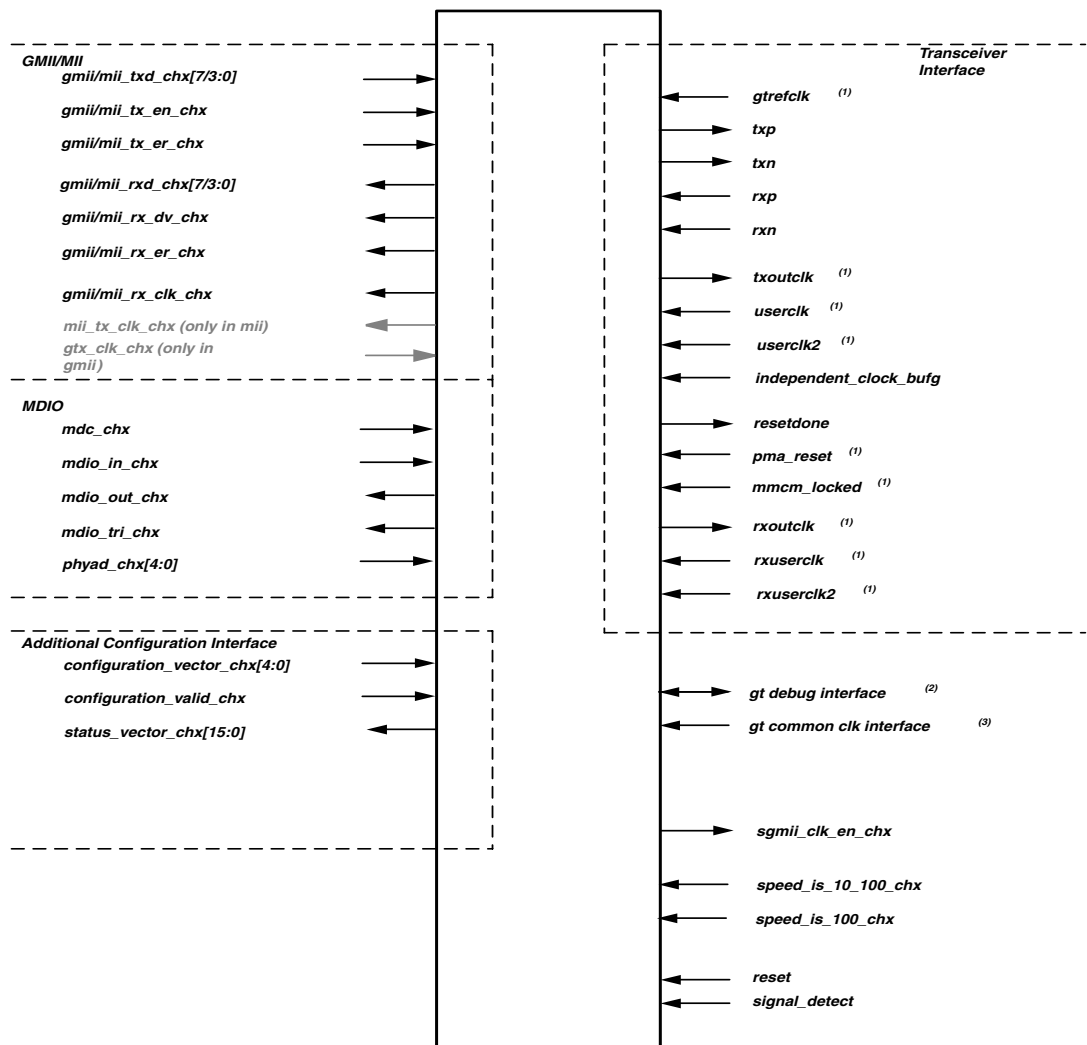 GMII/MII
gmii/mii_txd_chx[7/3:0]
gmii/mii_tx_en_chx
gmii/mii_tx_er_chx
gmii/mii_rxd_chx[7/3:0]
gmii/mii_rx_dv_chx
gmii/mii_rx_er_chx
gmii/mii_rx_clk_chx
mii_tx_clk_chx (only in mii)
gtx_clk_chx (only in
gmii)
MDIO
mdc_chx
mdio_in_chx
mdio_out_chx
mdio_tri_chx
phyad_chx[4:0]
Additional Configuration Interface
configuration_vector_chx[4:0]
configuration_valid_chx
status_vector_chx[15:0]
Transceiver
Interface
gtrefclk (1)
txp
txn
rxp
rxn
txoutclk (1)
userclk (1)
userclk2 (1)
independent_clock_bufg
resetdone
pma_reset (1)
mmcm_locked (1)
rxoutclk (1)
rxuserclk (1)
rxuserclk2 (1)
gt debug interface (2)
gt common clk interface (3)
sgmii_clk_en_chx
speed_is_10_100_chx
speed_is_100_chx
reset
signal_detect